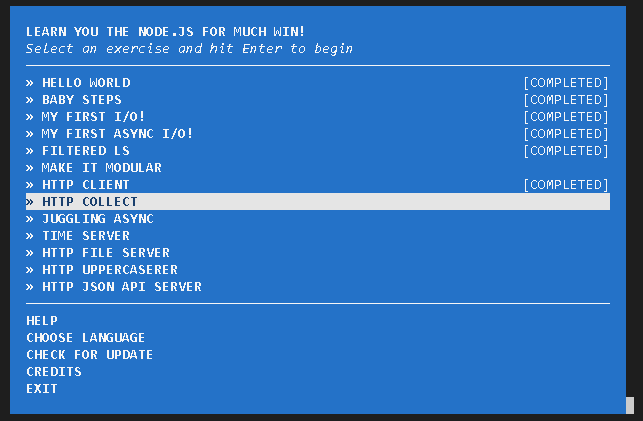 LEARN YOU THE NODE.JS FOR MUCH WIN!
Select an exercise and hit Enter to begin
» HELLO WORLD [COMPLETED]
» BABY STEPS [COMPLETED]
» MY FIRST I/O! [COMPLETED]
» MY FIRST ASYNC I/O! [COMPLETED]
» FILTERED LS [COMPLETED]
» MAKE IT MODULAR
» HTTP CLIENT [COMPLETED]
» HTTP COLLECT
» JUGGLING ASYNC
» TIME SERVER
» HTTP FILE SERVER
» HTTP UPPERCASERER
» HTTP JSON API SERVER
HELP
CHOOSE LANGUAGE
CHECK FOR UPDATE
CREDITS
EXIT